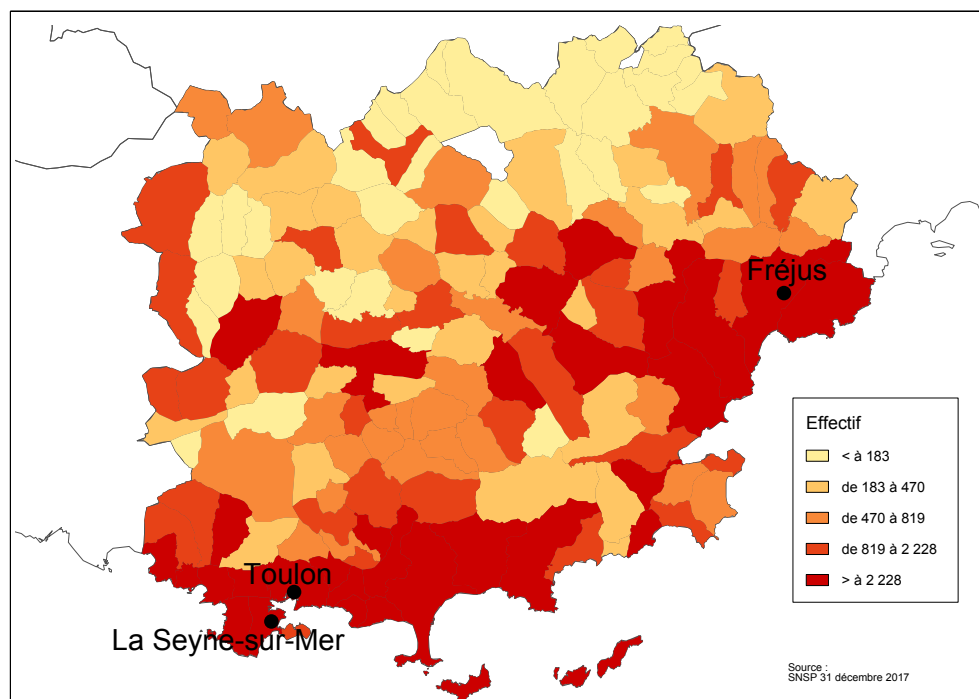 Fréjus
Toulon
La Seyne-sur-Mer
Effectif
< à 183
de 183 à 470
de 470 à 819
de 819 à 2 228
> à 2 228
Source :
SNSP 31 décembre 2017